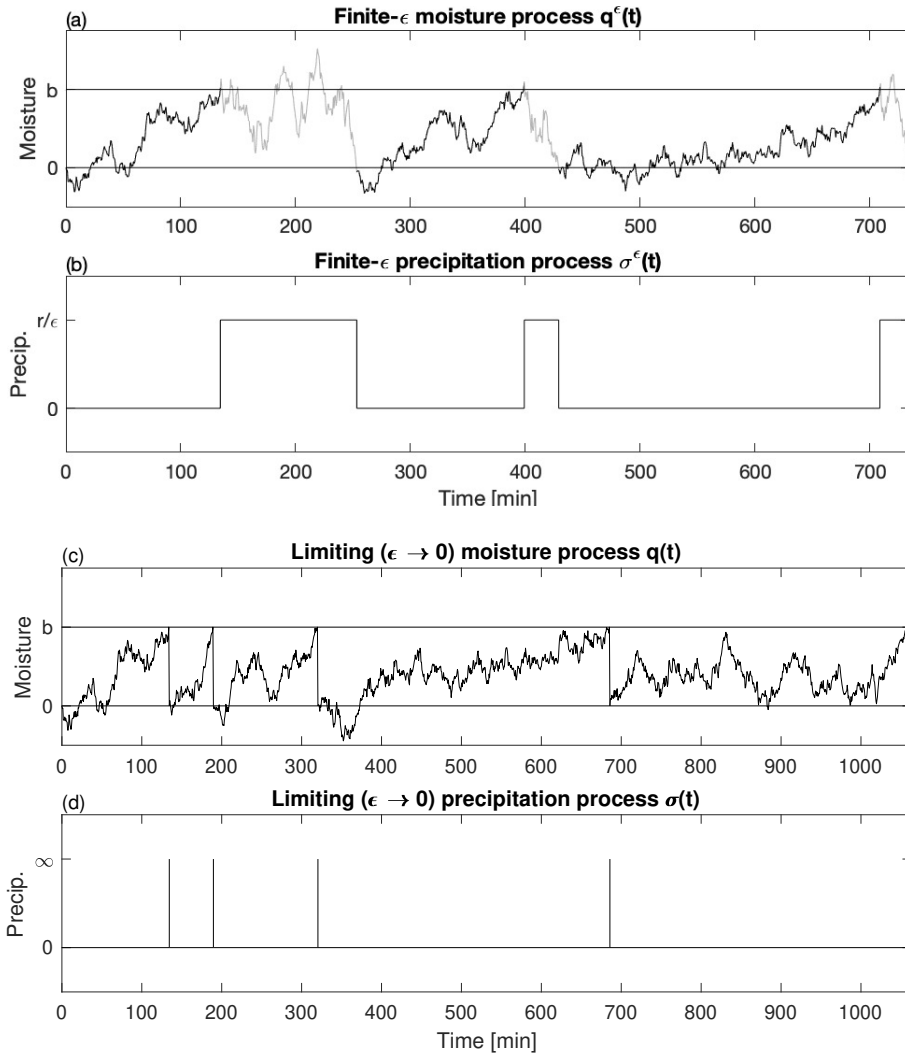 (a) Finite-ϵ moisture process q^ϵ(t)
Moisture
b
0
0 100 200 300 400 500 600 700
(b) Finite-ϵ precipitation process σ^ϵ(t)
Precip.
r/ϵ
0
0 100 200 300 400 500 600 700
Time [min]
(c) Limiting (ϵ → 0) moisture process q(t)
Moisture
b
0
0 100 200 300 400 500 600 700 800 900 1000
(d) Limiting (ϵ → 0) precipitation process σ(t)
Precip.
∞
0
0 100 200 300 400 500 600 700 800 900 1000
Time [min]